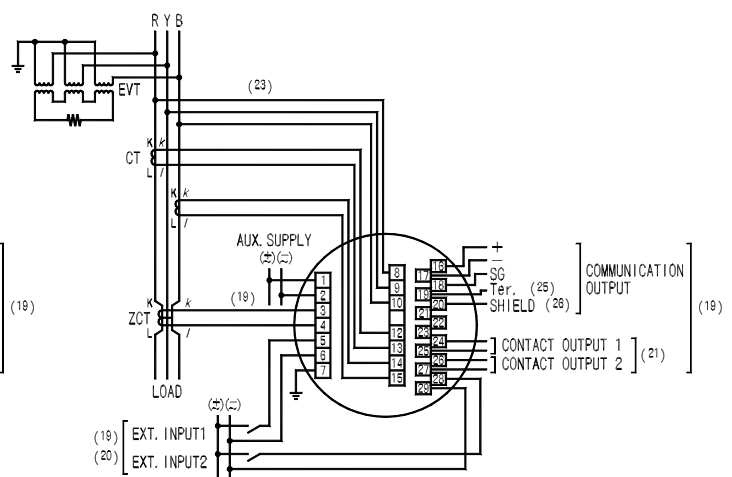 R Y B
EVT
(23)
K k
CT
L l
K k
L l
AUX. SUPPLY
(+) (−)
(19)
K k
ZCT
L l
LOAD
1
2
3
4
5
6
7
8
9
10
12
13
14
15
16
17
18
19
20
21
22
23
24
25
26
27
28
29
+
−
SG
Ter. (25)
SHIELD (26)
COMMUNICATION
OUTPUT
CONTACT OUTPUT 1
CONTACT OUTPUT 2
(21)
(19)
(19)
(+) (−)
(19)
(20)
EXT. INPUT1
EXT. INPUT2